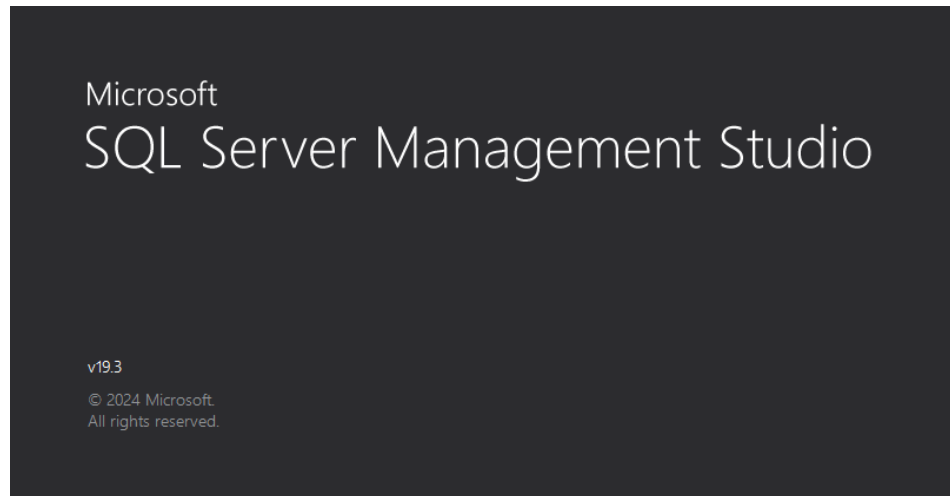 Microsoft
SQL Server Management Studio
v19.3
© 2024 Microsoft.
All rights reserved.